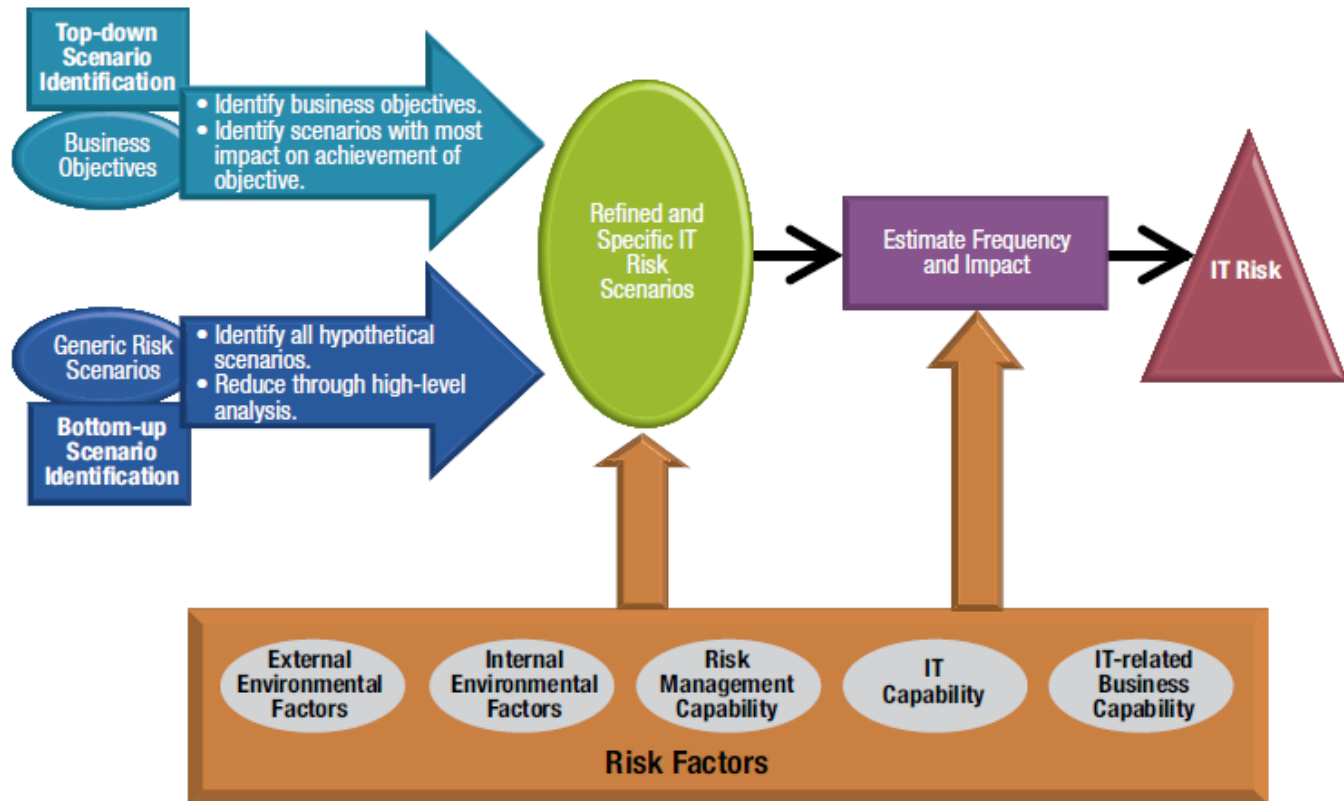 Top-down
Scenario
Identification
Business
Objectives
• Identify business objectives.
• Identify scenarios with most
impact on achievement of
objective.
Generic Risk
Scenarios
Bottom-up
Scenario
Identification
• Identify all hypothetical
scenarios.
• Reduce through high-level
analysis.
Refined and
Specific IT
Risk
Scenarios
Estimate Frequency
and Impact
IT Risk
External
Environmental
Factors
Internal
Environmental
Factors
Risk
Management
Capability
IT
Capability
IT-related
Business
Capability
Risk Factors